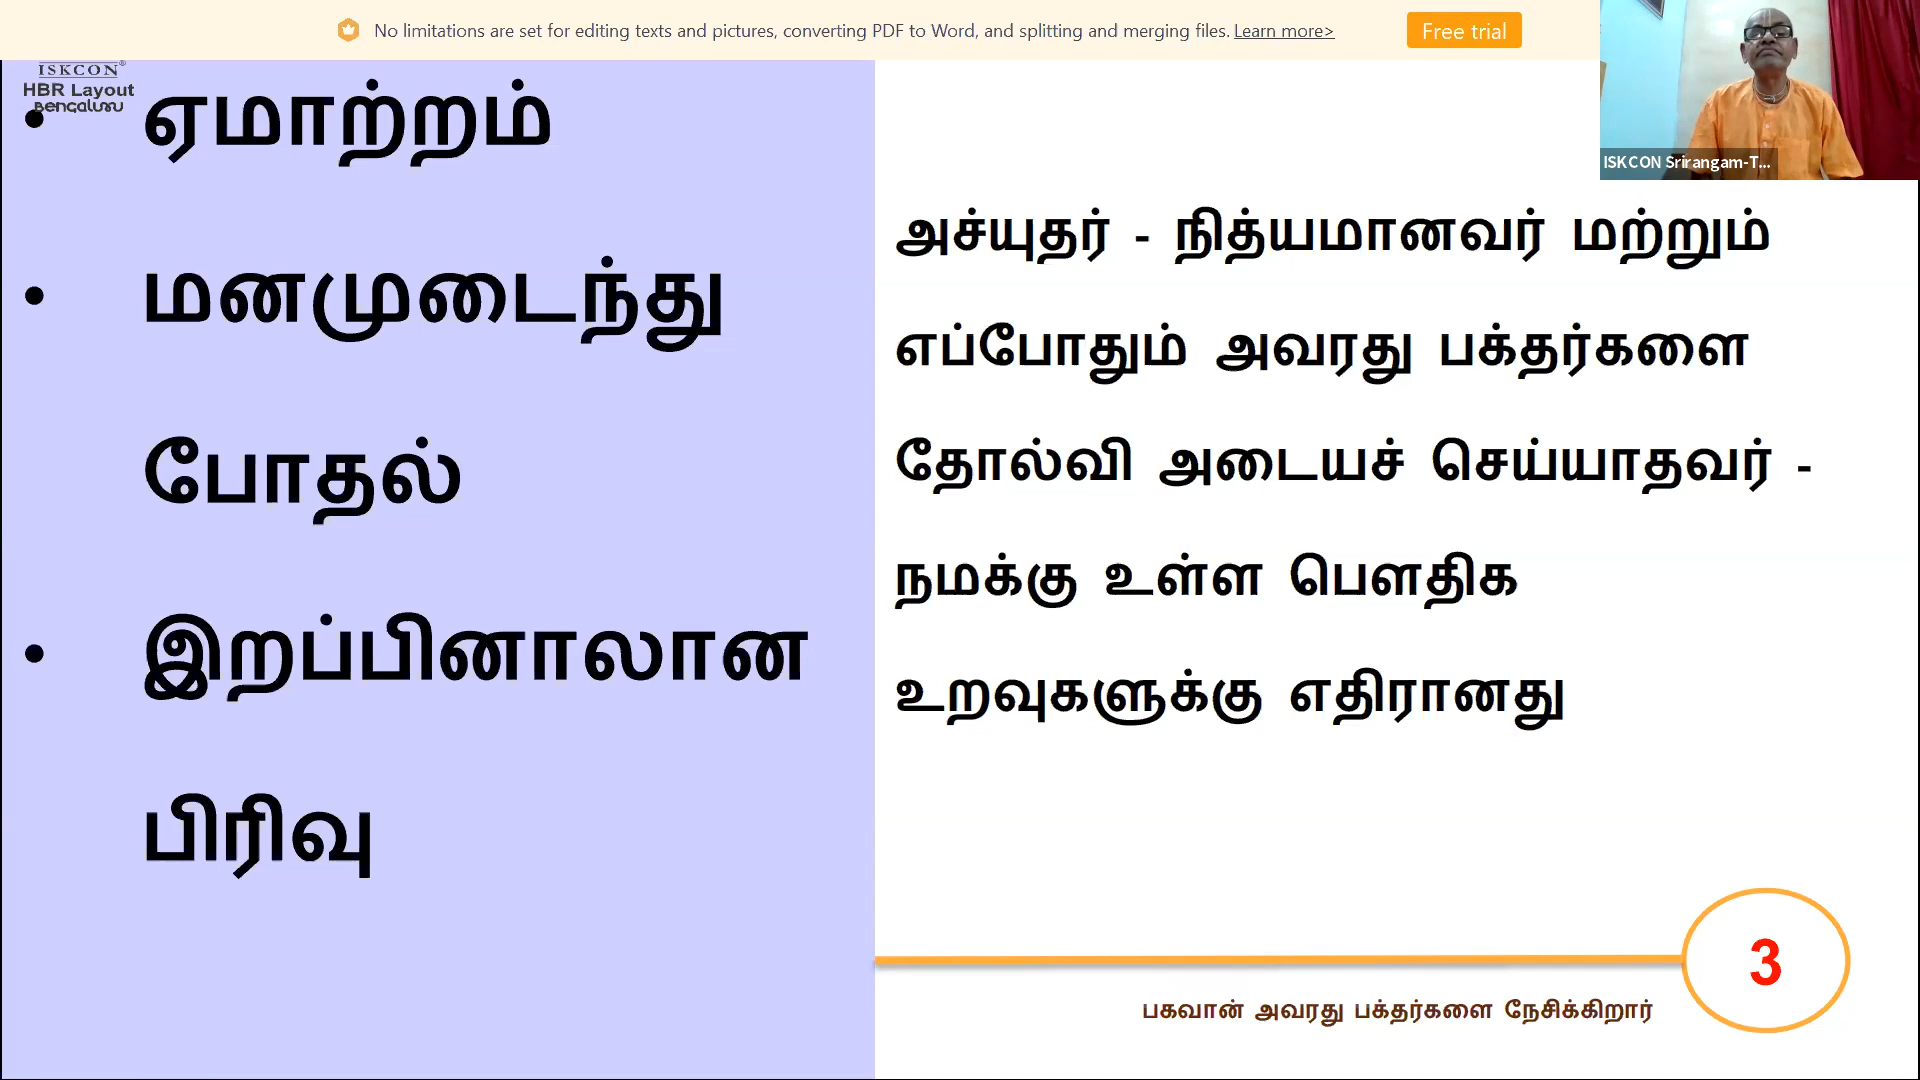 No limitations are set for editing texts and pictures, converting PDF to Word, and splitting and merging files. Learn more>
Free trial
ISKCON Srirangam-T...
ISKCON®
HBR Layout
Bengaluru
• ஏமாற்றம்
• மனமுடைந்து
போதல்
• இறப்பினாலான
பிரிவு
அச்யுதர் - நித்யமானவர் மற்றும்
எப்போதும் அவரது பக்தர்களை
தோல்வி அடையச் செய்யாதவர் -
நமக்கு உள்ள பௌதிக
உறவுகளுக்கு எதிரானது
3
பகவான் அவரது பக்தர்களை நேசிக்கிறார்